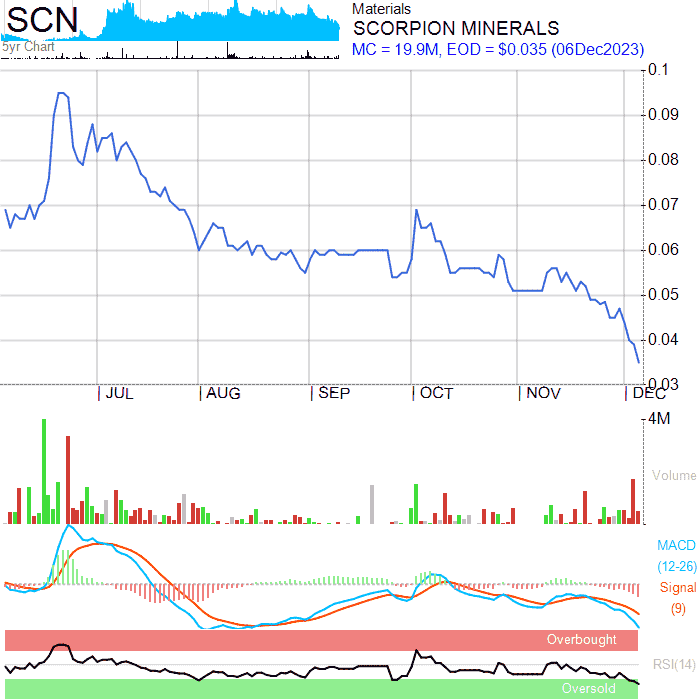 SCN
5yr Chart
Materials
SCORPION MINERALS
MC = 19.9M, EOD = $0.035 (06Dec2023)
0.1
0.09
0.08
0.07
0.06
0.05
0.04
0.03
JUL AUG SEP OCT NOV DEC
4M
Volume
MACD
(12-26)
Signal
(9)
Overbought
RSI(14)
Oversold